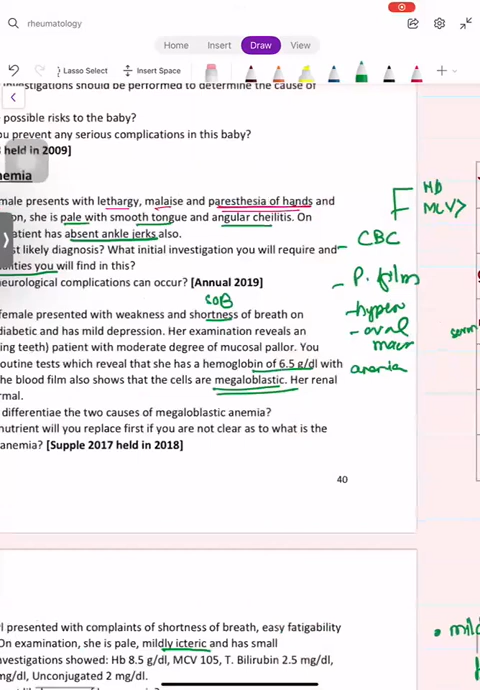 rheumatology
Home Insert Draw View
Lasso Select Insert Space
investigations should be performed to determine the cause of
possible risks to the baby?
ou prevent any serious complications in this baby?
held in 2009]
nemia
male presents with lethargy, malaise and paresthesia of hands and
on, she is pale with smooth tongue and angular cheilitis. On
patient has absent ankle jerks also.
st likely diagnosis? What initial investigation you will require and
alities you will find in this?
neurological complications can occur? [Annual 2019]
SOB
female presented with weakness and shortness of breath on
diabetic and has mild depression. Her examination reveals an
ing teeth) patient with moderate degree of mucosal pallor. You
outine tests which reveal that she has a hemoglobin of 6.5 g/dl with
he blood film also shows that the cells are megaloblastic. Her renal
rmal.
differentiae the two causes of megaloblastic anemia?
nutrient will you replace first if you are not clear as to what is the
anemia? [Supple 2017 held in 2018]
40
Hb
MCV>
- CBC
- P. film
- hyper
- oval
macr
anemia
l presented with complaints of shortness of breath, easy fatigability
On examination, she is pale, mildly icteric and has small
nvestigations showed: Hb 8.5 g/dl, MCV 105, T. Bilirubin 2.5 mg/dl,
mg/dl, Unconjugated 2 mg/dl.
• mild